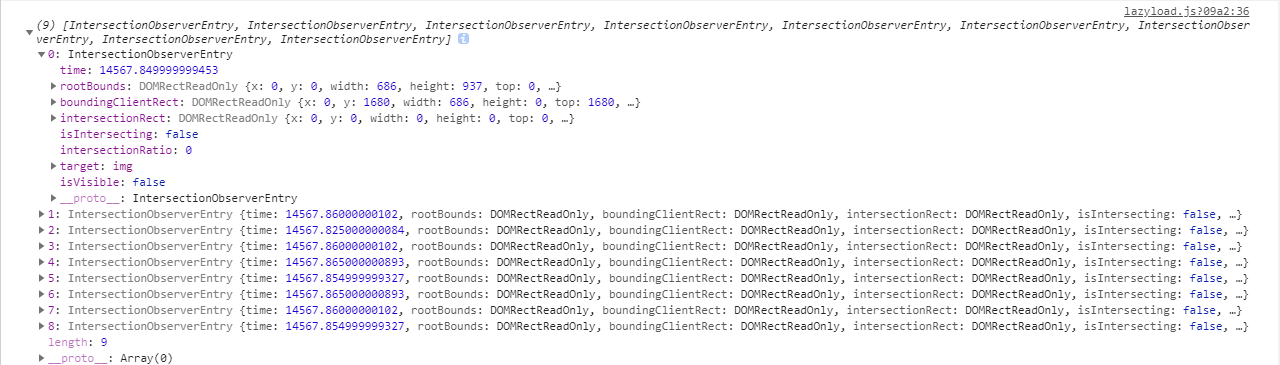 lazyload.js?09a2:36
(9) [IntersectionObserverEntry, IntersectionObserverEntry, IntersectionObserverEntry, IntersectionObserverEntry, IntersectionObserverEntry, IntersectionObserverEntry, IntersectionObserverEntry, IntersectionObserverEntry, IntersectionObserverEntry]
0: IntersectionObserverEntry
time: 14567.849999999453
rootBounds: DOMRectReadOnly {x: 0, y: 0, width: 686, height: 937, top: 0, …}
boundingClientRect: DOMRectReadOnly {x: 0, y: 1680, width: 686, height: 0, top: 1680, …}
intersectionRect: DOMRectReadOnly {x: 0, y: 0, width: 0, height: 0, top: 0, …}
isIntersecting: false
intersectionRatio: 0
target: img
isVisible: false
__proto__: IntersectionObserverEntry
1: IntersectionObserverEntry {time: 14567.86000000102, rootBounds: DOMRectReadOnly, boundingClientRect: DOMRectReadOnly, intersectionRect: DOMRectReadOnly, isIntersecting: false, …}
2: IntersectionObserverEntry {time: 14567.825000000084, rootBounds: DOMRectReadOnly, boundingClientRect: DOMRectReadOnly, intersectionRect: DOMRectReadOnly, isIntersecting: false, …}
3: IntersectionObserverEntry {time: 14567.86000000102, rootBounds: DOMRectReadOnly, boundingClientRect: DOMRectReadOnly, intersectionRect: DOMRectReadOnly, isIntersecting: false, …}
4: IntersectionObserverEntry {time: 14567.865000000893, rootBounds: DOMRectReadOnly, boundingClientRect: DOMRectReadOnly, intersectionRect: DOMRectReadOnly, isIntersecting: false, …}
5: IntersectionObserverEntry {time: 14567.854999999327, rootBounds: DOMRectReadOnly, boundingClientRect: DOMRectReadOnly, intersectionRect: DOMRectReadOnly, isIntersecting: false, …}
6: IntersectionObserverEntry {time: 14567.865000000893, rootBounds: DOMRectReadOnly, boundingClientRect: DOMRectReadOnly, intersectionRect: DOMRectReadOnly, isIntersecting: false, …}
7: IntersectionObserverEntry {time: 14567.86000000102, rootBounds: DOMRectReadOnly, boundingClientRect: DOMRectReadOnly, intersectionRect: DOMRectReadOnly, isIntersecting: false, …}
8: IntersectionObserverEntry {time: 14567.854999999327, rootBounds: DOMRectReadOnly, boundingClientRect: DOMRectReadOnly, intersectionRect: DOMRectReadOnly, isIntersecting: false, …}
length: 9
__proto__: Array(0)